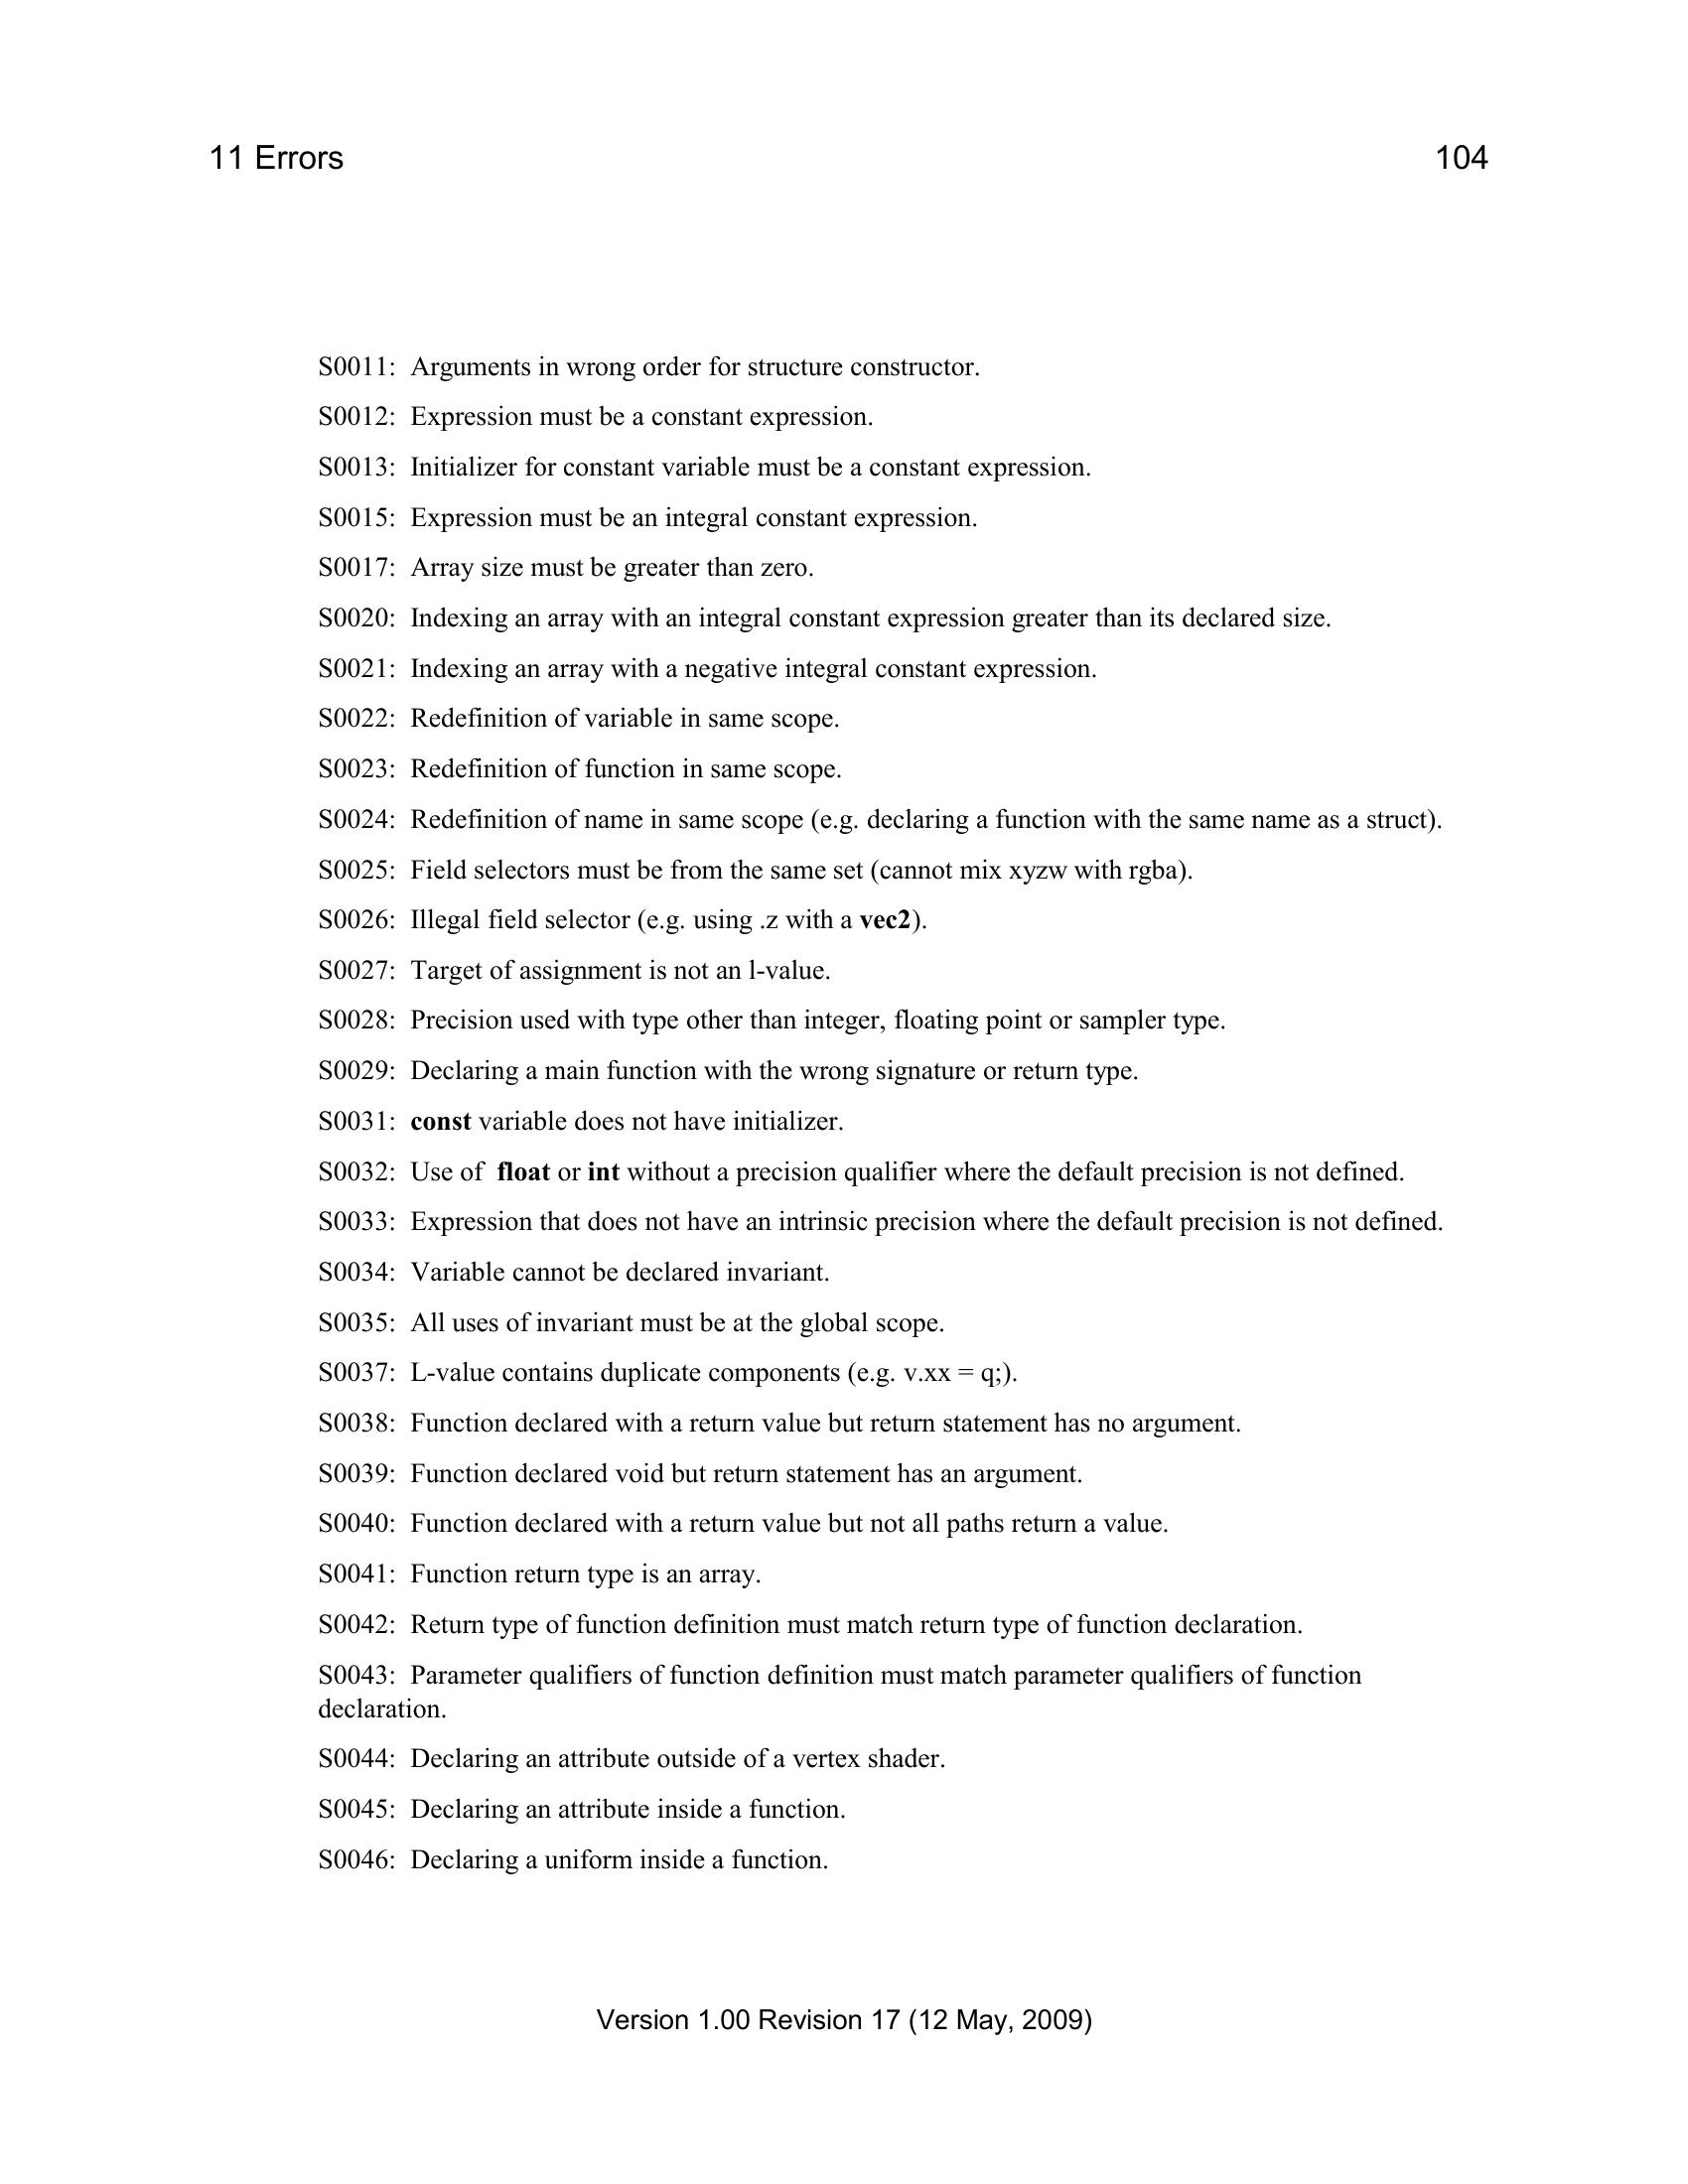 11 Errors 104
S0011: Arguments in wrong order for structure constructor.
S0012: Expression must be a constant expression.
S0013: Initializer for constant variable must be a constant expression.
S0015: Expression must be an integral constant expression.
S0017: Array size must be greater than zero.
S0020: Indexing an array with an integral constant expression greater than its declared size.
S0021: Indexing an array with a negative integral constant expression.
S0022: Redefinition of variable in same scope.
S0023: Redefinition of function in same scope.
S0024: Redefinition of name in same scope (e.g. declaring a function with the same name as a struct).
S0025: Field selectors must be from the same set (cannot mix xyzw with rgba).
S0026: Illegal field selector (e.g. using .z with a vec2).
S0027: Target of assignment is not an l-value.
S0028: Precision used with type other than integer, floating point or sampler type.
S0029: Declaring a main function with the wrong signature or return type.
S0031: const variable does not have initializer.
S0032: Use of float or int without a precision qualifier where the default precision is not defined.
S0033: Expression that does not have an intrinsic precision where the default precision is not defined.
S0034: Variable cannot be declared invariant.
S0035: All uses of invariant must be at the global scope.
S0037: L-value contains duplicate components (e.g. v.xx = q;).
S0038: Function declared with a return value but return statement has no argument.
S0039: Function declared void but return statement has an argument.
S0040: Function declared with a return value but not all paths return a value.
S0041: Function return type is an array.
S0042: Return type of function definition must match return type of function declaration.
S0043: Parameter qualifiers of function definition must match parameter qualifiers of function
declaration.
S0044: Declaring an attribute outside of a vertex shader.
S0045: Declaring an attribute inside a function.
S0046: Declaring a uniform inside a function.
Version 1.00 Revision 17 (12 May, 2009)